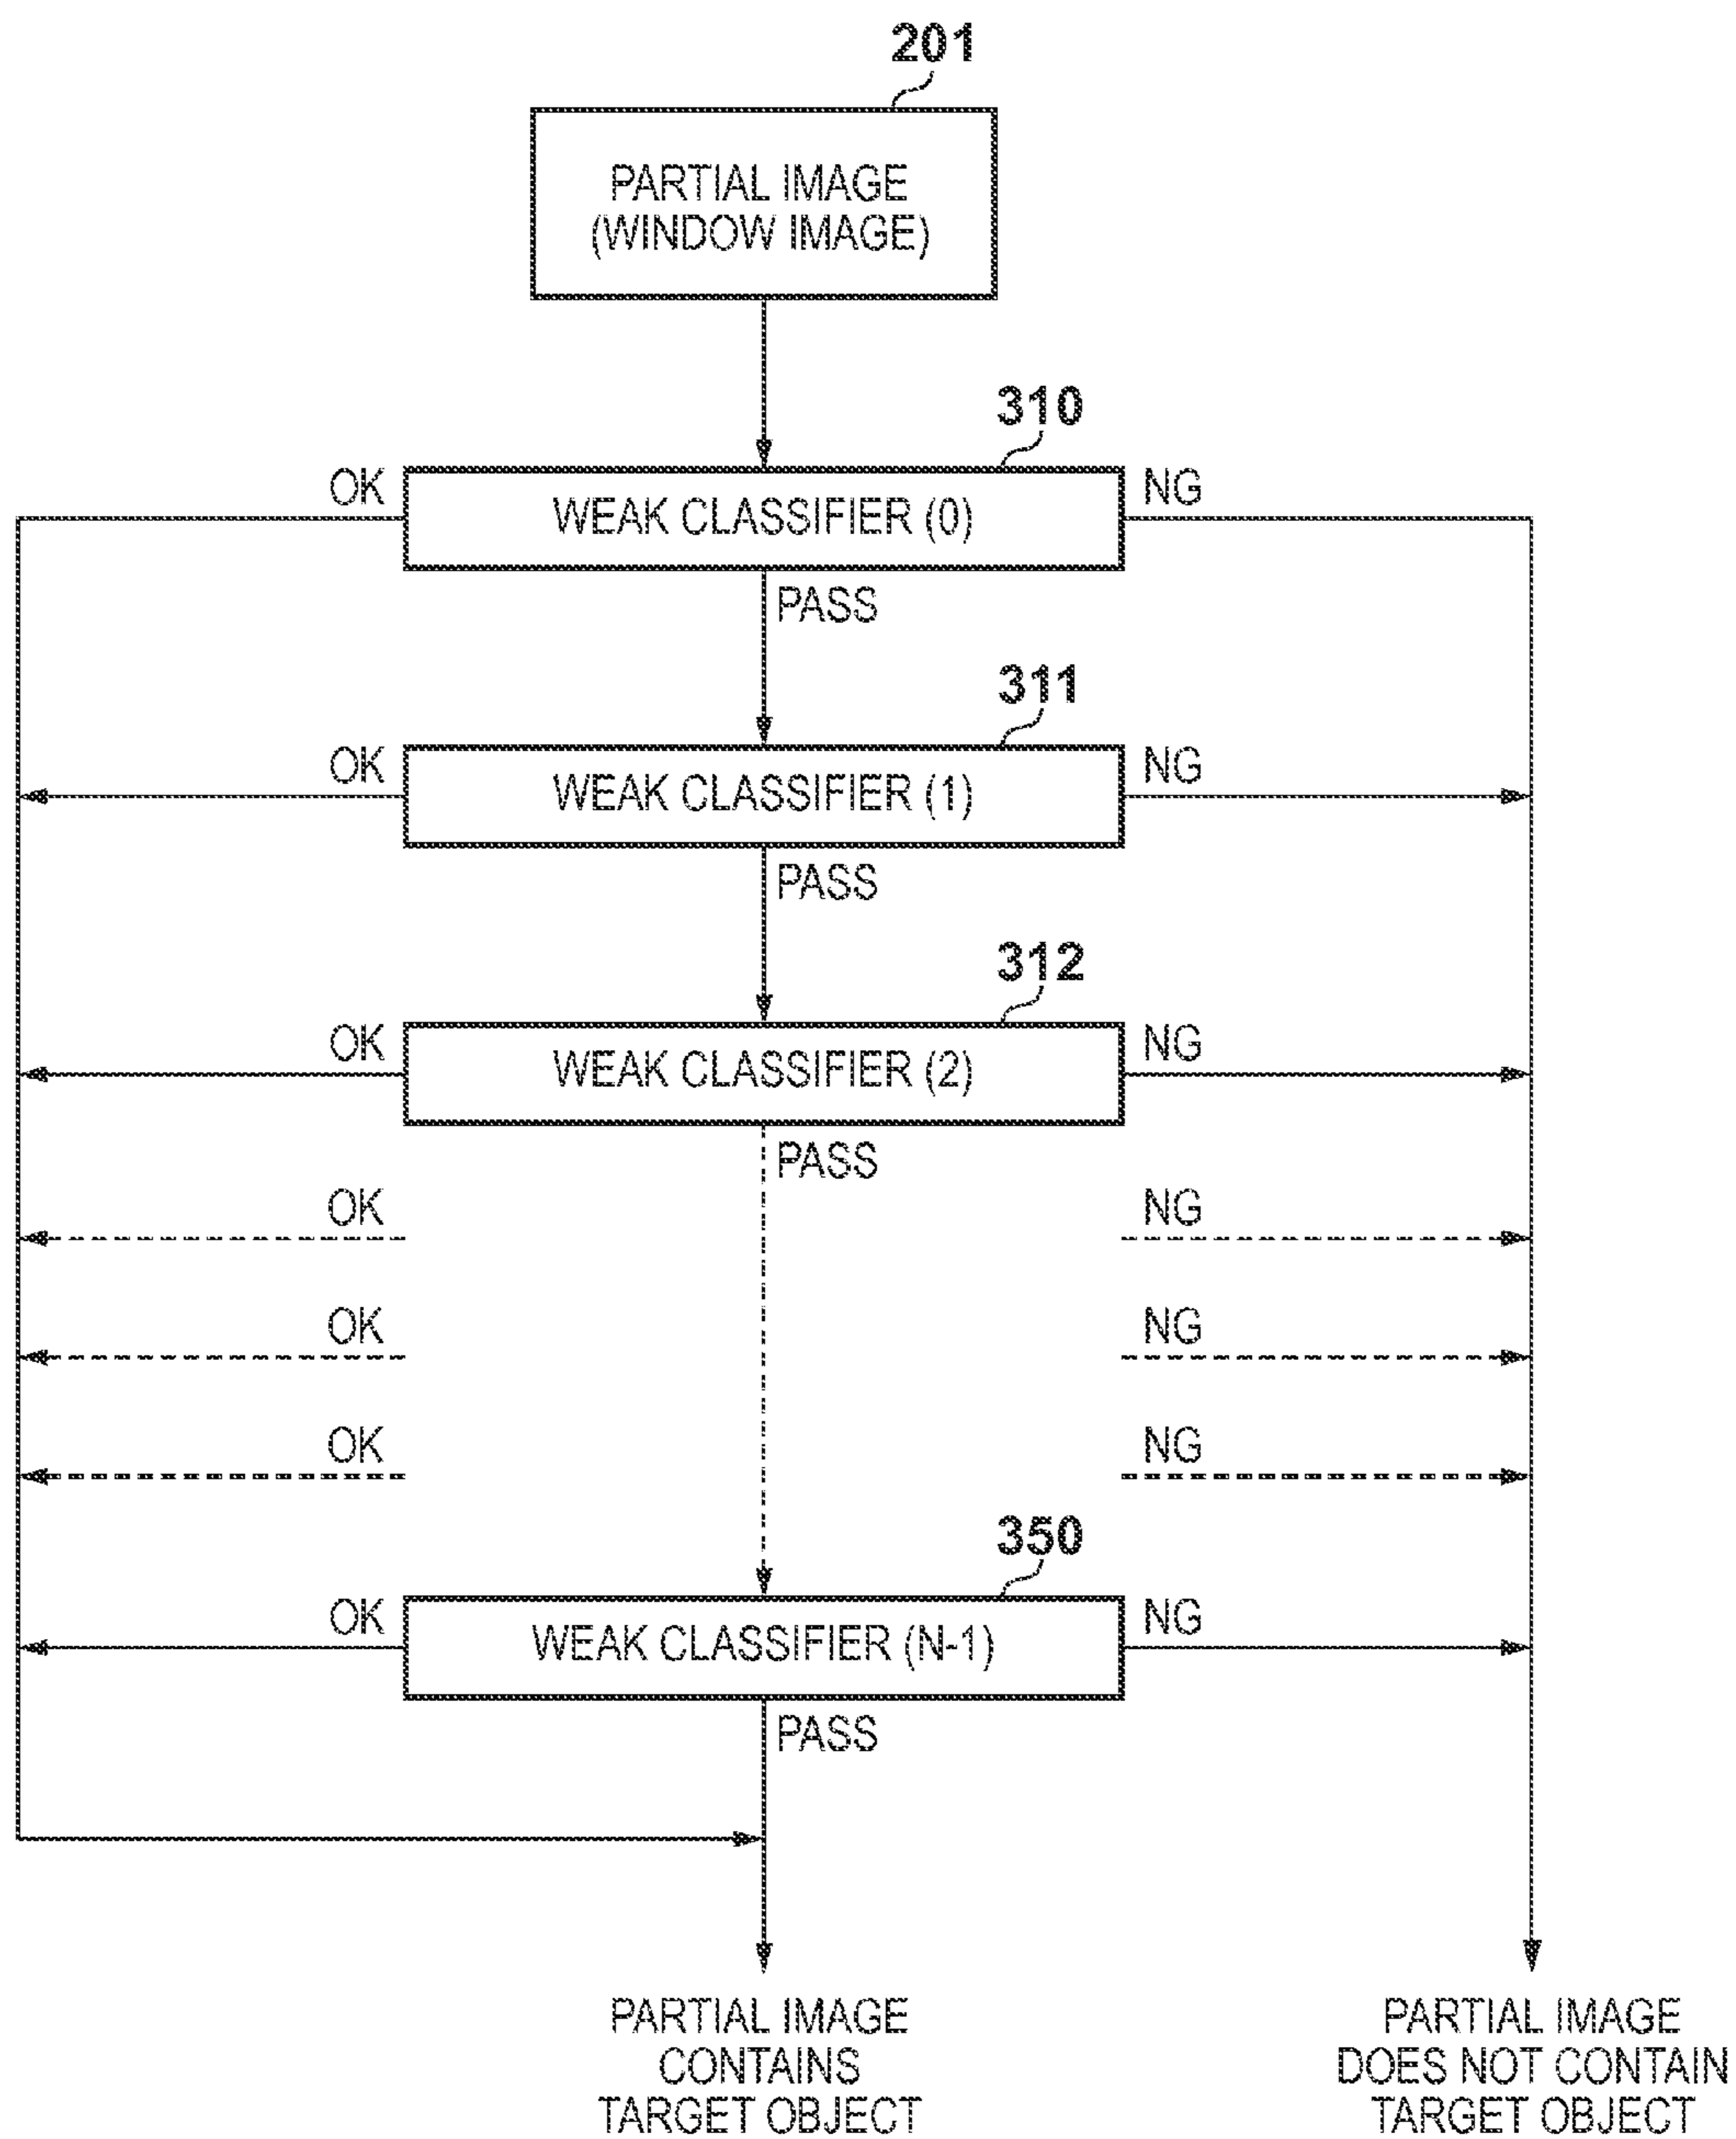 201
PARTIAL IMAGE
(WINDOW IMAGE)
310
OK
WEAK CLASSIFIER (0)
NG
PASS
311
OK
WEAK CLASSIFIER (1)
NG
PASS
312
OK
WEAK CLASSIFIER (2)
NG
PASS
OK
NG
OK
NG
OK
NG
350
OK
WEAK CLASSIFIER (N-1)
NG
PASS
PARTIAL IMAGE
CONTAINS
TARGET OBJECT
PARTIAL IMAGE
DOES NOT CONTAIN
TARGET OBJECT